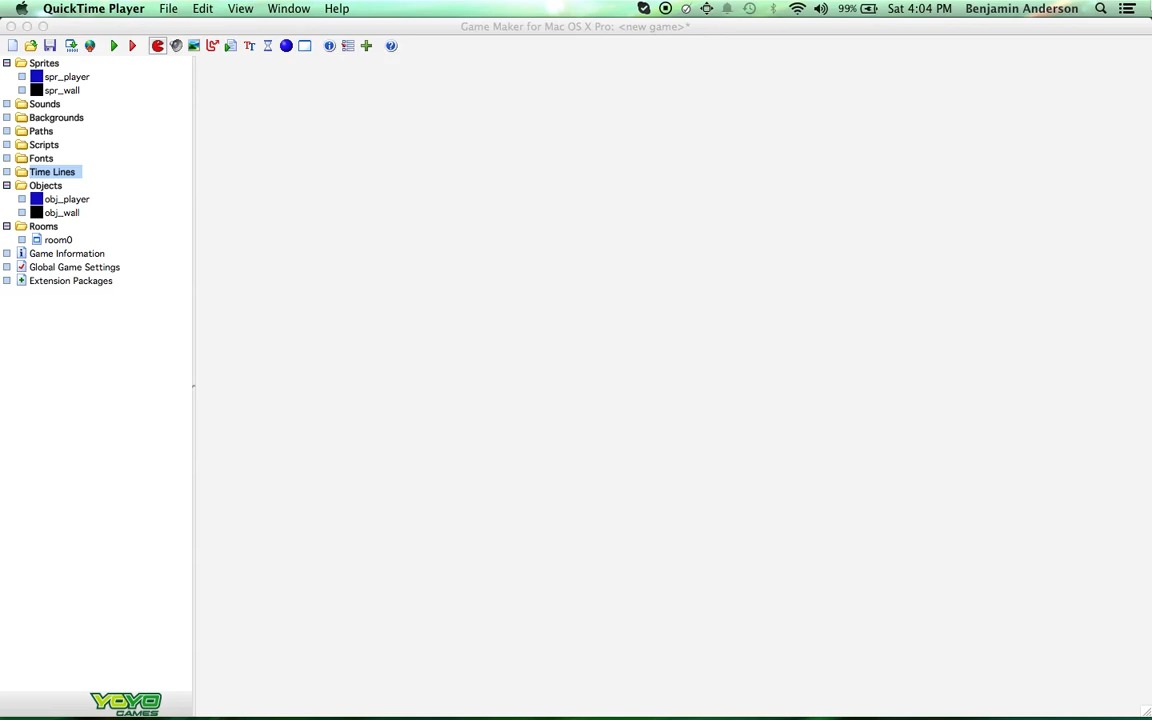 QuickTime Player File Edit View Window Help 99% Sat 4:04 PM Benjamin Anderson
Game Maker for Mac OS X Pro: <new game>*
Sprites
spr_player
spr_wall
Sounds
Backgrounds
Paths
Scripts
Fonts
Time Lines
Objects
obj_player
obj_wall
Rooms
room0
Game Information
Global Game Settings
Extension Packages
YOYO
GAMES